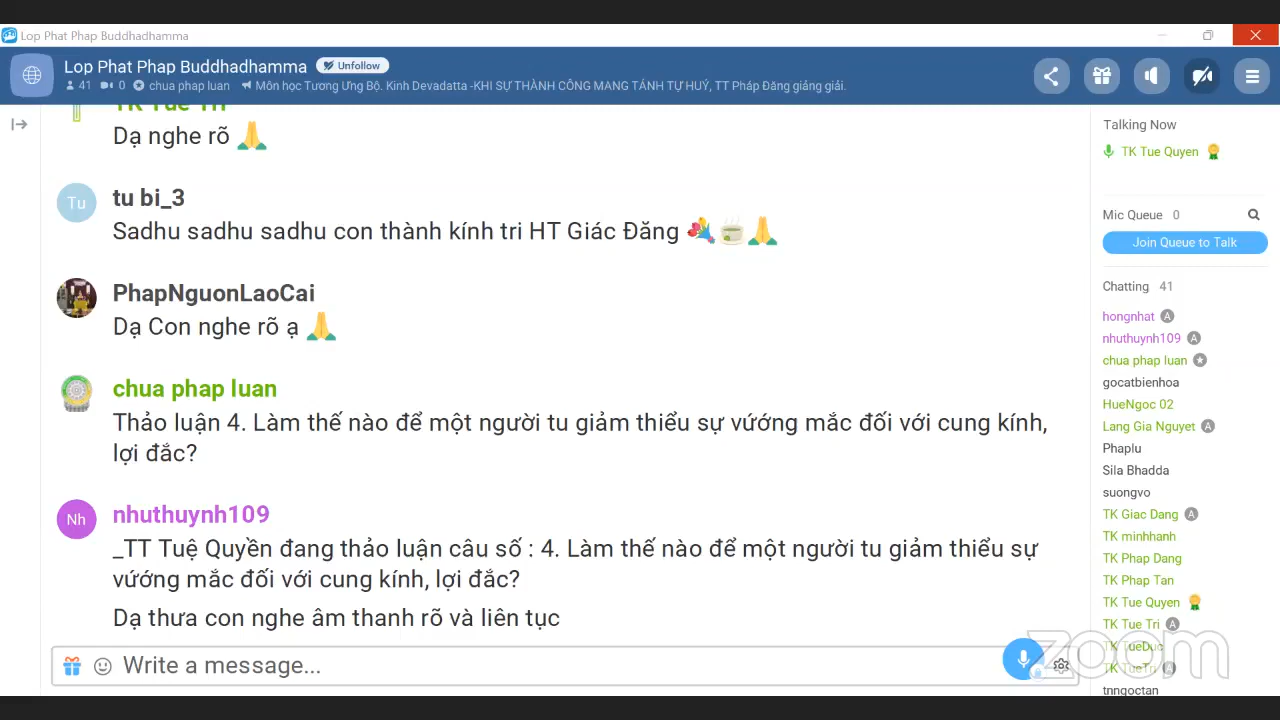 Lop Phat Phap Buddhadhamma
Lop Phat Phap Buddhadhamma Unfollow
41 0 chua phap luan Môn học Tương Ưng Bộ. Kinh Devadatta -KHI SỰ THÀNH CÔNG MANG TÁNH TỰ HUỶ, TT Pháp Đăng giảng giải.
TK Tue Tri
Dạ nghe rõ 🙏
Tu
tu bi_3
Sadhu sadhu sadhu con thành kính tri HT Giác Đăng 💐🍵🙏
PhapNguonLaoCai
Dạ Con nghe rõ ạ 🙏
chua phap luan
Thảo luận 4. Làm thế nào để một người tu giảm thiểu sự vướng mắc đối với cung kính,
lợi đắc?
Nh
nhuthuynh109
_TT Tuệ Quyền đang thảo luận câu số : 4. Làm thế nào để một người tu giảm thiểu sự
vướng mắc đối với cung kính, lợi đắc?
Dạ thưa con nghe âm thanh rõ và liên tục
Write a message...
Talking Now
TK Tue Quyen
Mic Queue 0
Join Queue to Talk
Chatting 41
hongnhat A
nhuthuynh109 A
chua phap luan
gocatbienhoa
HueNgoc 02
Lang Gia Nguyet A
Phaplu
Sila Bhadda
suongvo
TK Giac Dang A
TK minhhanh
TK Phap Dang
TK Phap Tan
TK Tue Quyen
TK Tue Tri A
TK TueDuc
TK TueTri A
tnngoctan
zoom